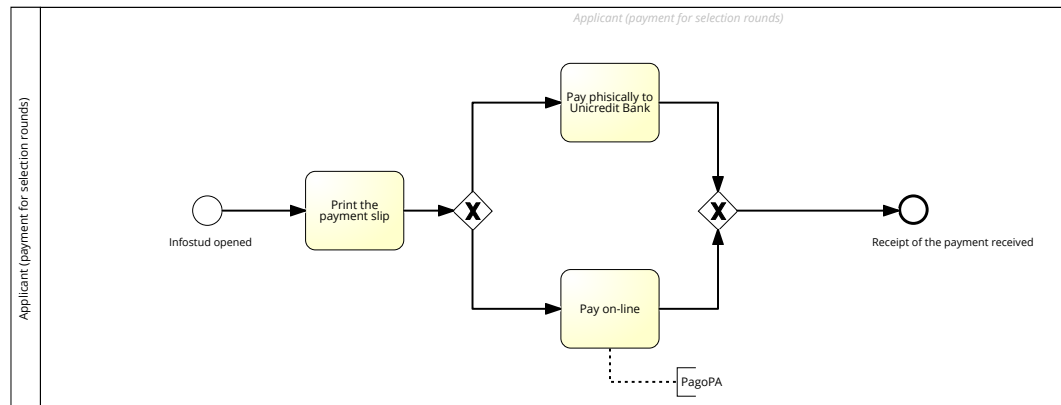 Applicant (payment for selection rounds)
Applicant (payment for selection rounds)
Pay phisically to
Unicredit Bank
Print the
payment slip
X
X
Infostud opened
Receipt of the payment received
Pay on-line
PagoPA